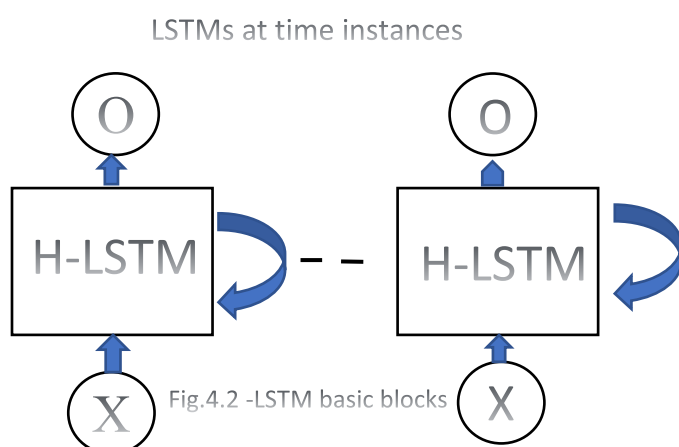 LSTMs at time instances
O O
H-LSTM H-LSTM
X Fig.4.2 -LSTM basic blocks X